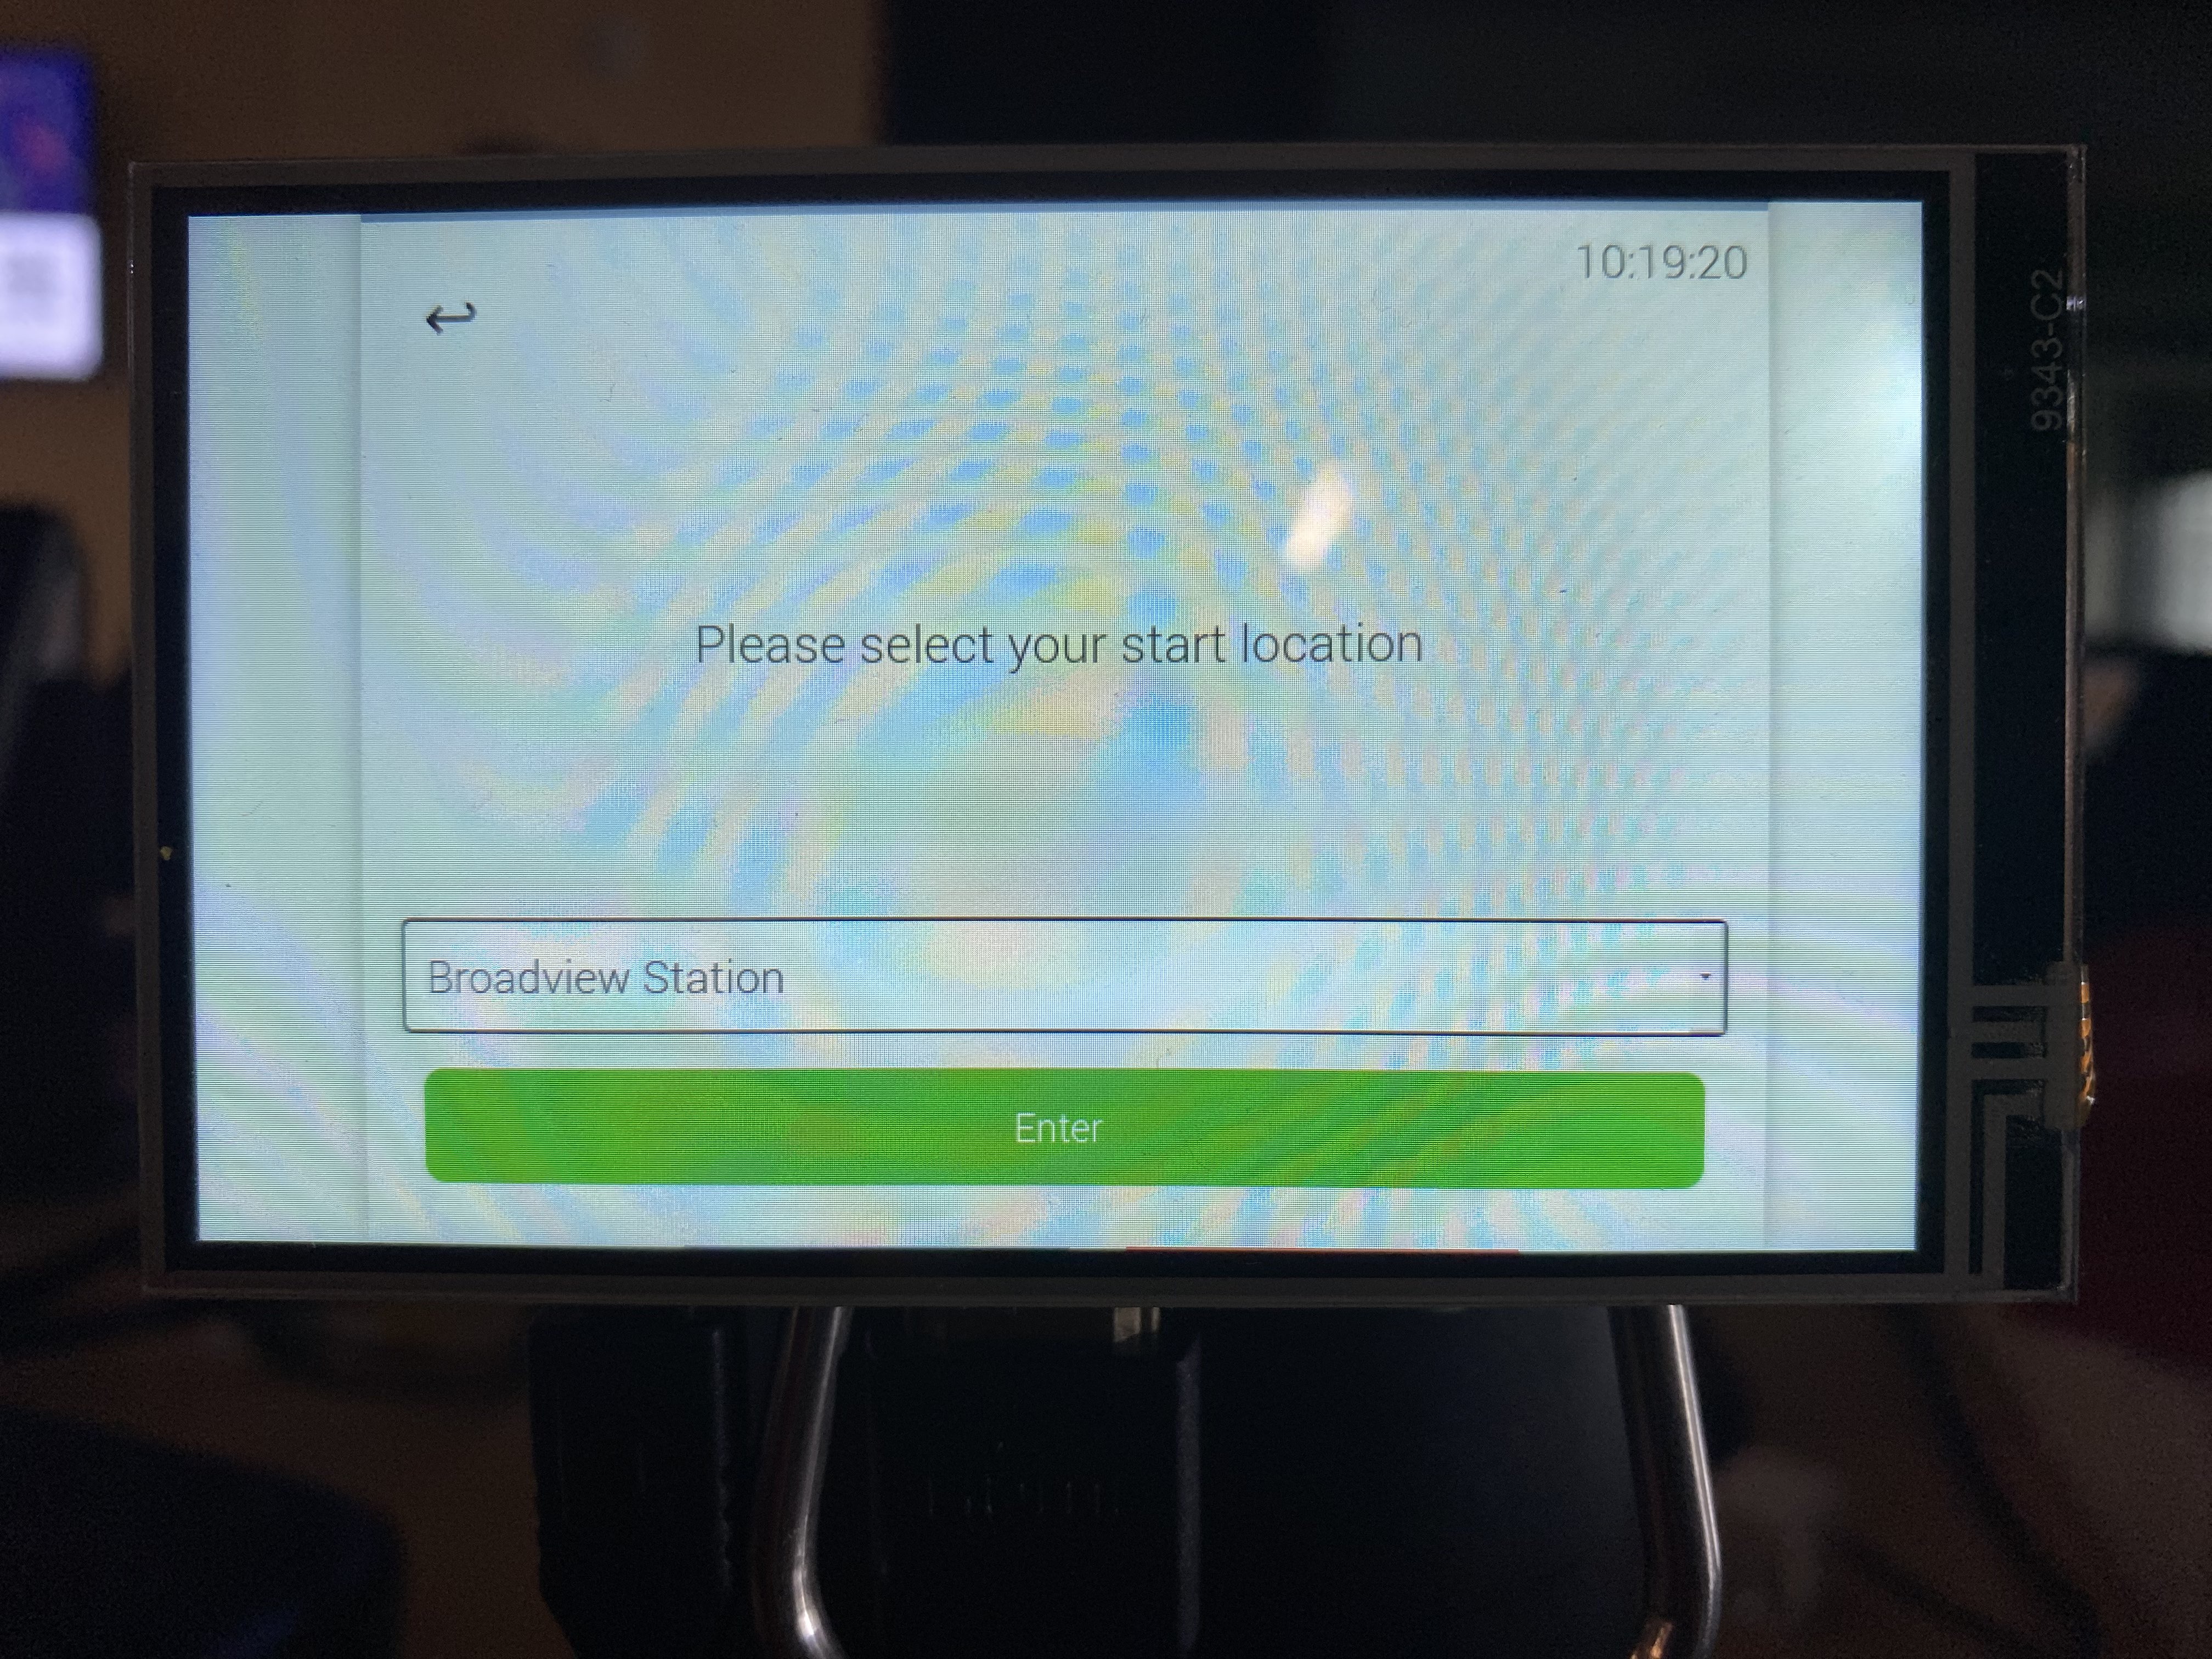 10:19:20
Please select your start location
Broadview Station
Enter
9343-C2